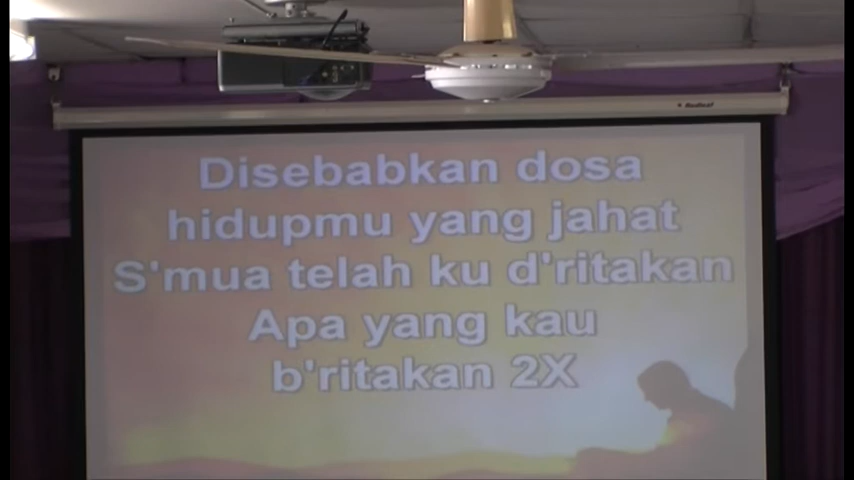 Disebabkan dosa
hidupmu yang jahat
S'mua telah ku d'ritakan
Apa yang kau
b'ritakan 2X